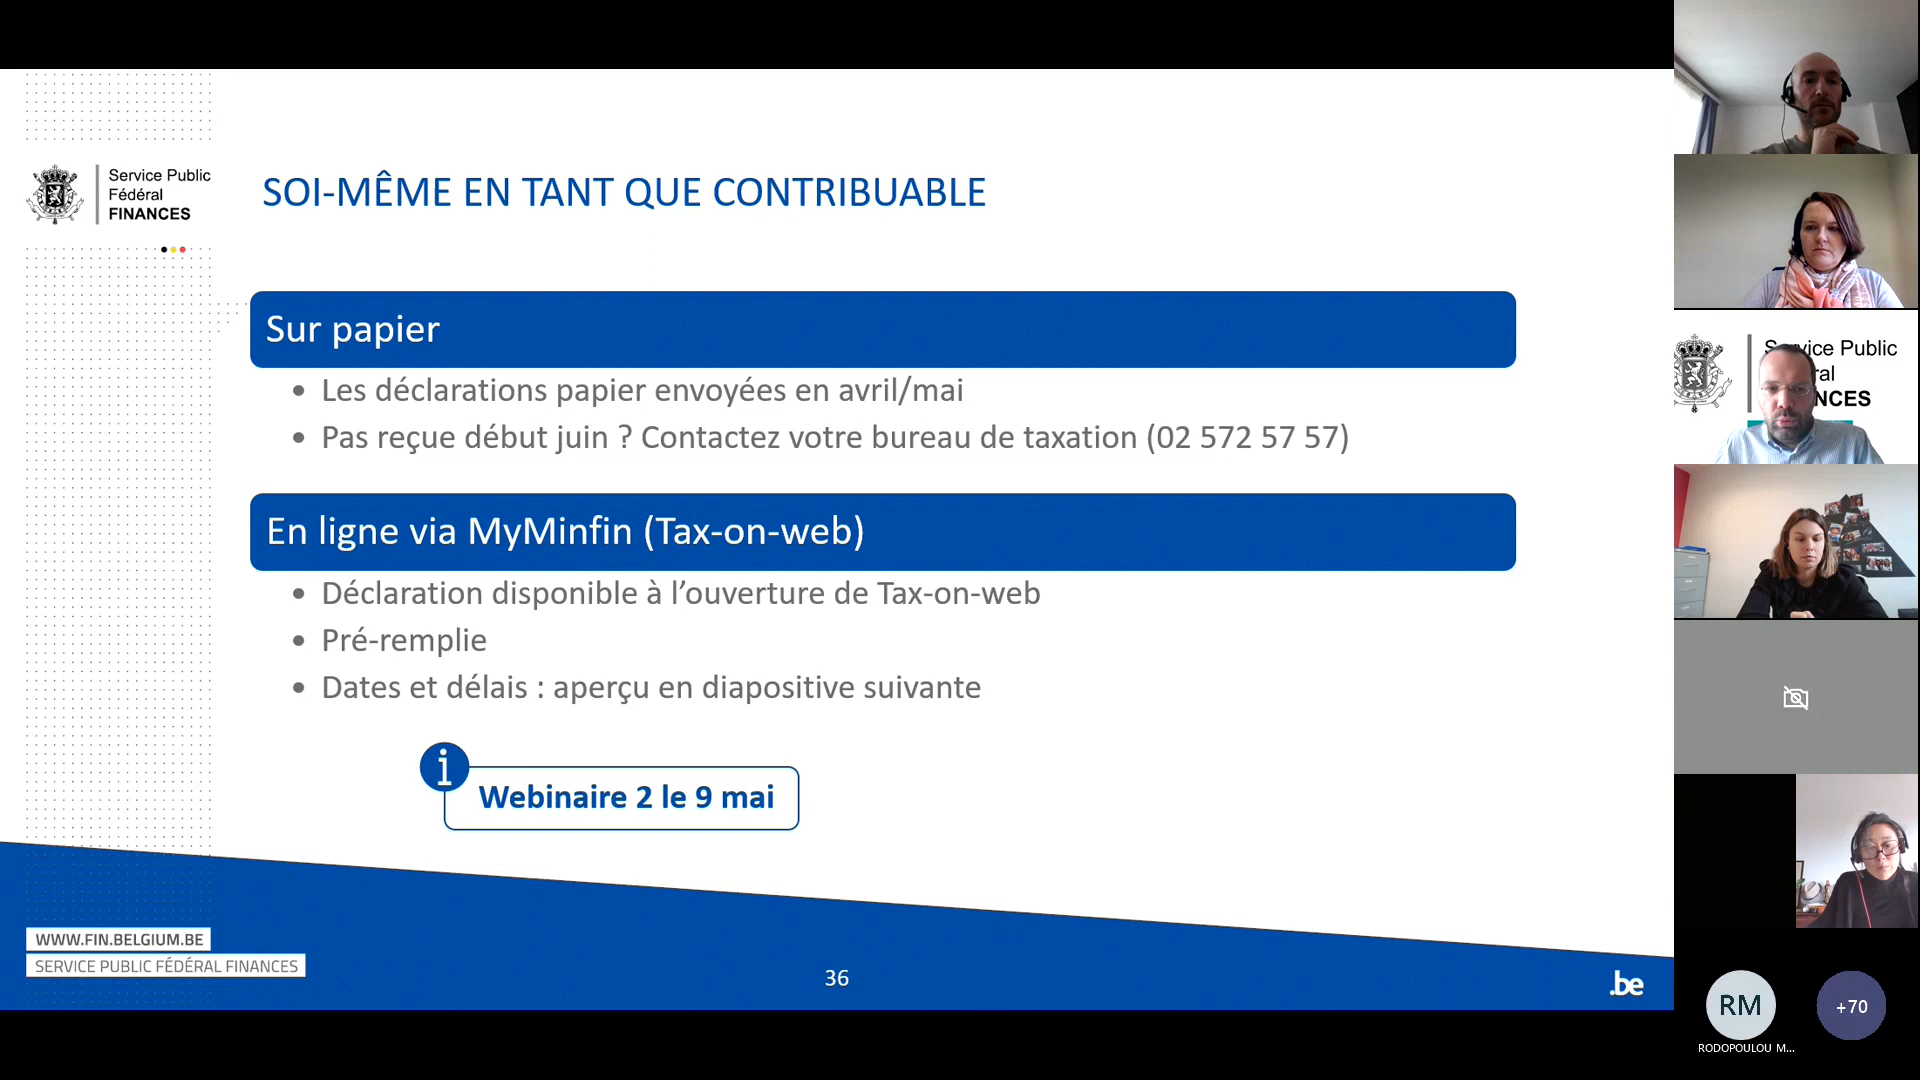 Service Public
Fédéral
FINANCES
SOI-MÊME EN TANT QUE CONTRIBUABLE
Sur papier
• Les déclarations papier envoyées en avril/mai
• Pas reçue début juin ? Contactez votre bureau de taxation (02 572 57 57)
En ligne via MyMinfin (Tax-on-web)
• Déclaration disponible à l’ouverture de Tax-on-web
• Pré-remplie
• Dates et délais : aperçu en diapositive suivante
i
Webinaire 2 le 9 mai
WWW.FIN.BELGIUM.BE
SERVICE PUBLIC FÉDÉRAL FINANCES
36
.be
Public
RM
+70
RODOPOULOU M...